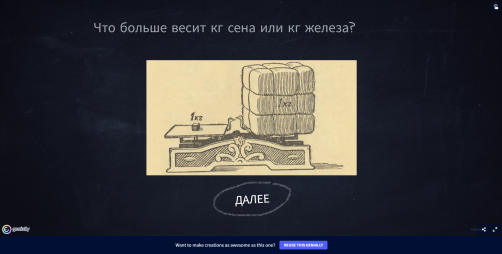 Что больше весит кг сена или кг железа?
1кг
1кг
ДАЛЕЕ
genially
Want to make creations as awesome as this one?
REUSE THIS GENIALLY